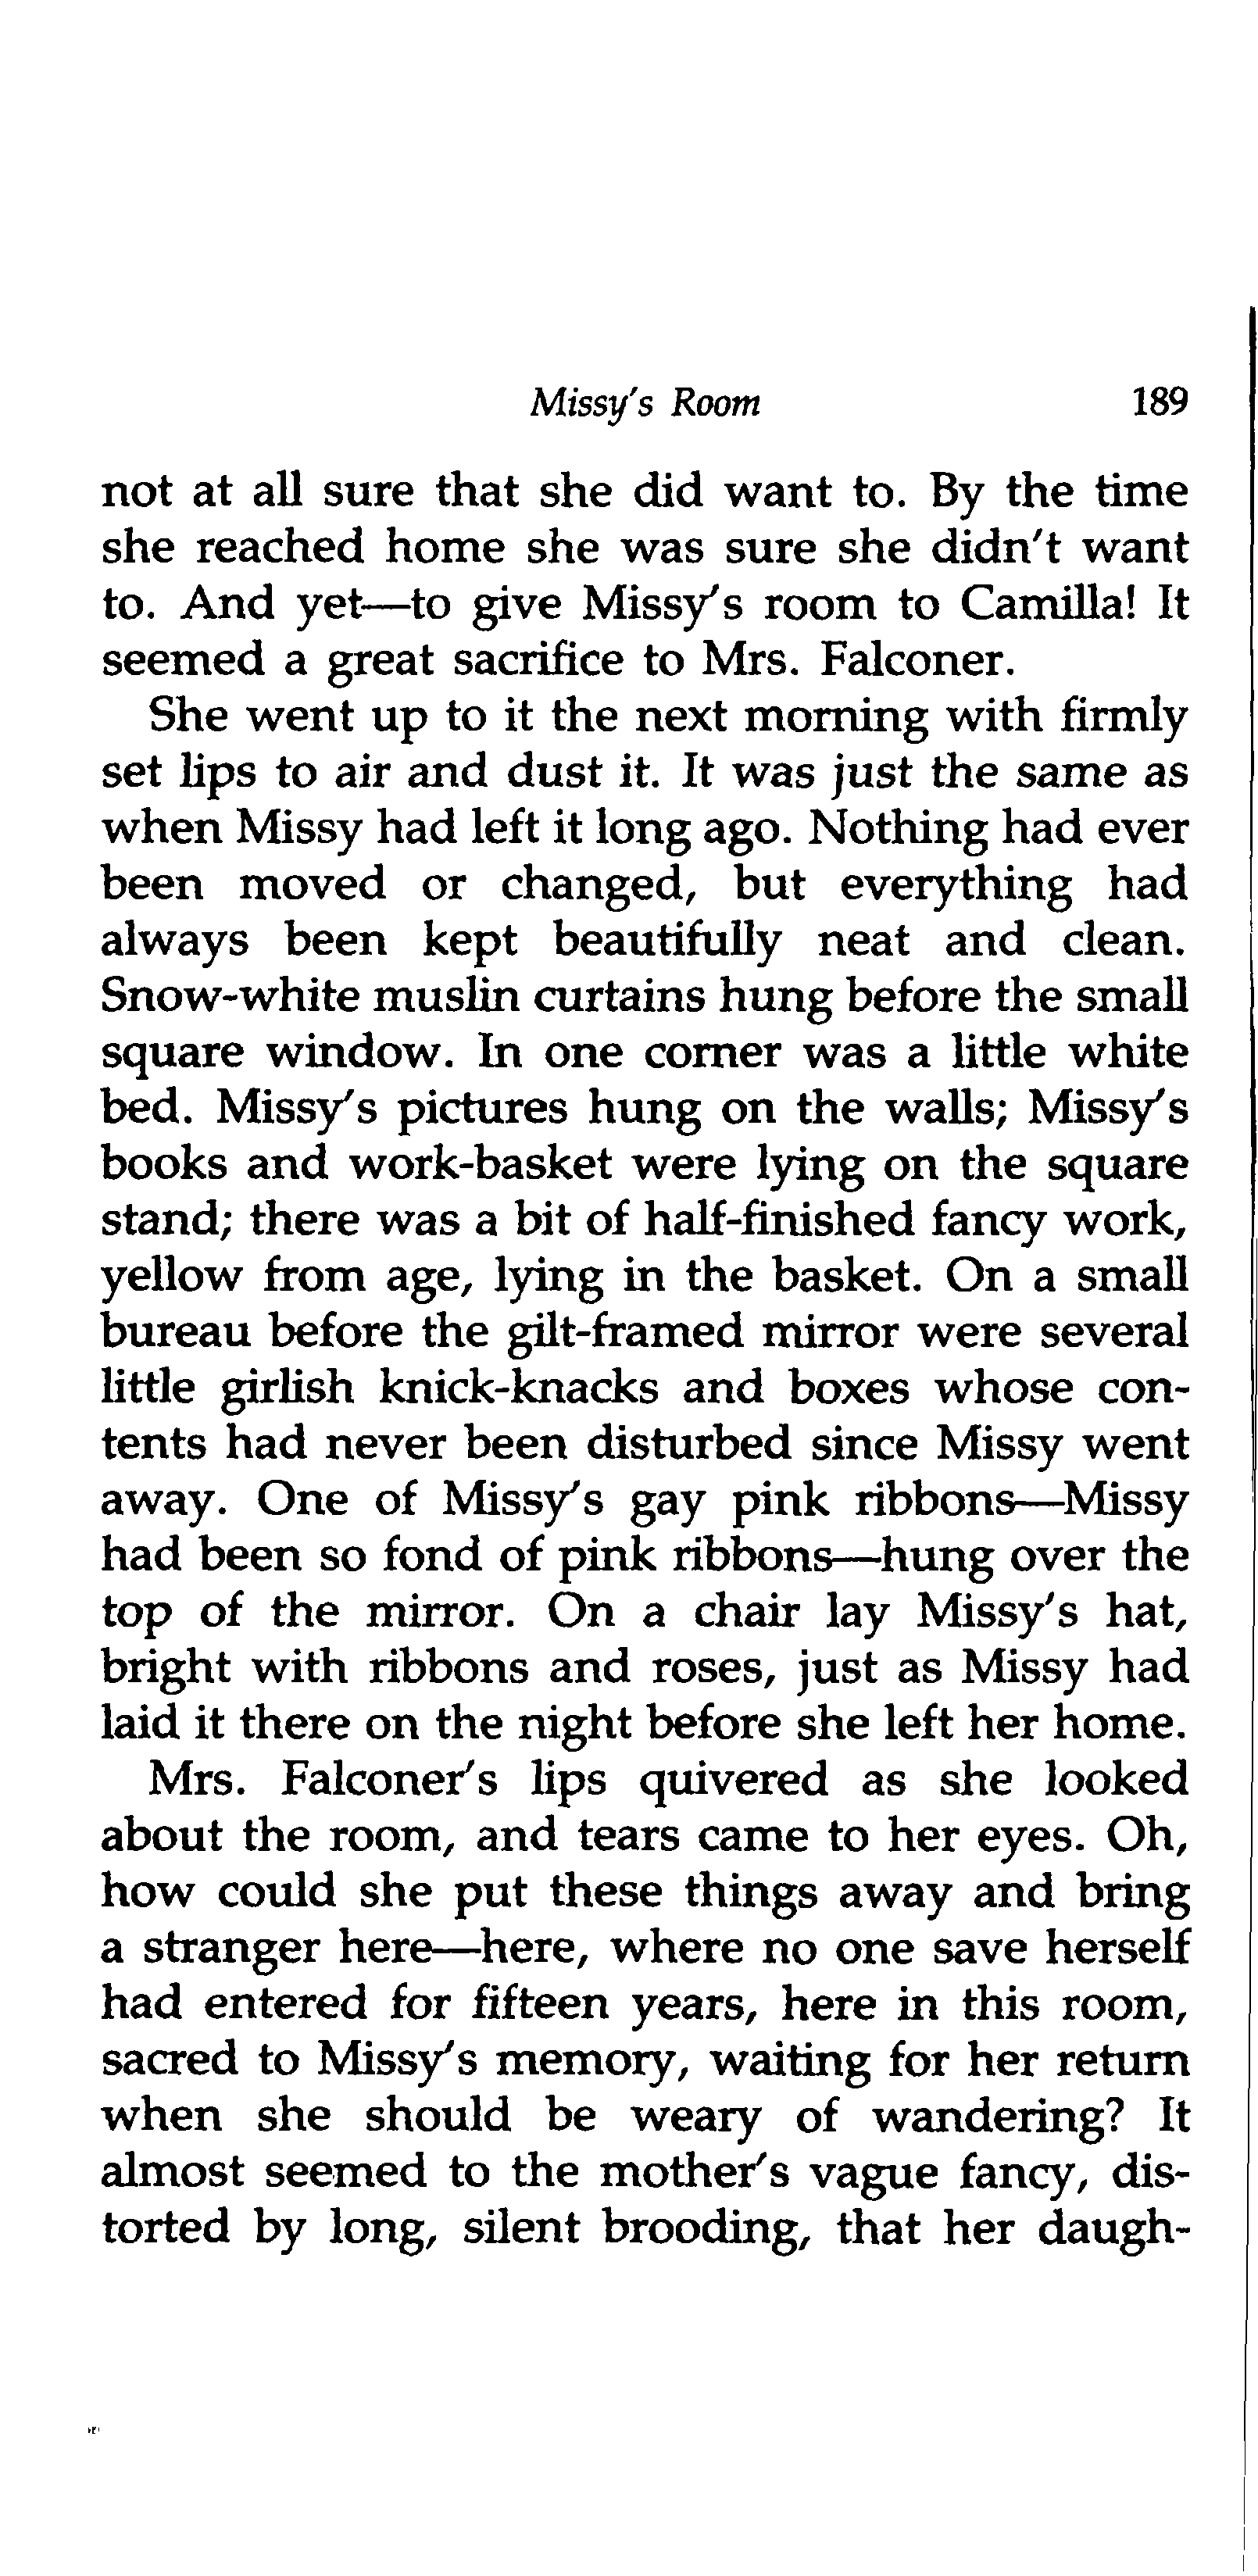 Missy's Room 189
not at all sure that she did want to. By the time
she reached home she was sure she didn't want
to. And yet—to give Missy's room to Camilla! It
seemed a great sacrifice to Mrs. Falconer.
She went up to it the next morning with firmly
set lips to air and dust it. It was just the same as
when Missy had left it long ago. Nothing had ever
been moved or changed, but everything had
always been kept beautifully neat and clean.
Snow-white muslin curtains hung before the small
square window. In one corner was a little white
bed. Missy's pictures hung on the walls; Missy's
books and work-basket were lying on the square
stand; there was a bit of half-finished fancy work,
yellow from age, lying in the basket. On a small
bureau before the gilt-framed mirror were several
little girlish knick-knacks and boxes whose con-
tents had never been disturbed since Missy went
away. One of Missy's gay pink ribbons—Missy
had been so fond of pink ribbons—hung over the
top of the mirror. On a chair lay Missy's hat,
bright with ribbons and roses, just as Missy had
laid it there on the night before she left her home.
Mrs. Falconer's lips quivered as she looked
about the room, and tears came to her eyes. Oh,
how could she put these things away and bring
a stranger here—here, where no one save herself
had entered for fifteen years, here in this room,
sacred to Missy's memory, waiting for her return
when she should be weary of wandering? It
almost seemed to the mother's vague fancy, dis-
torted by long, silent brooding, that her daugh-